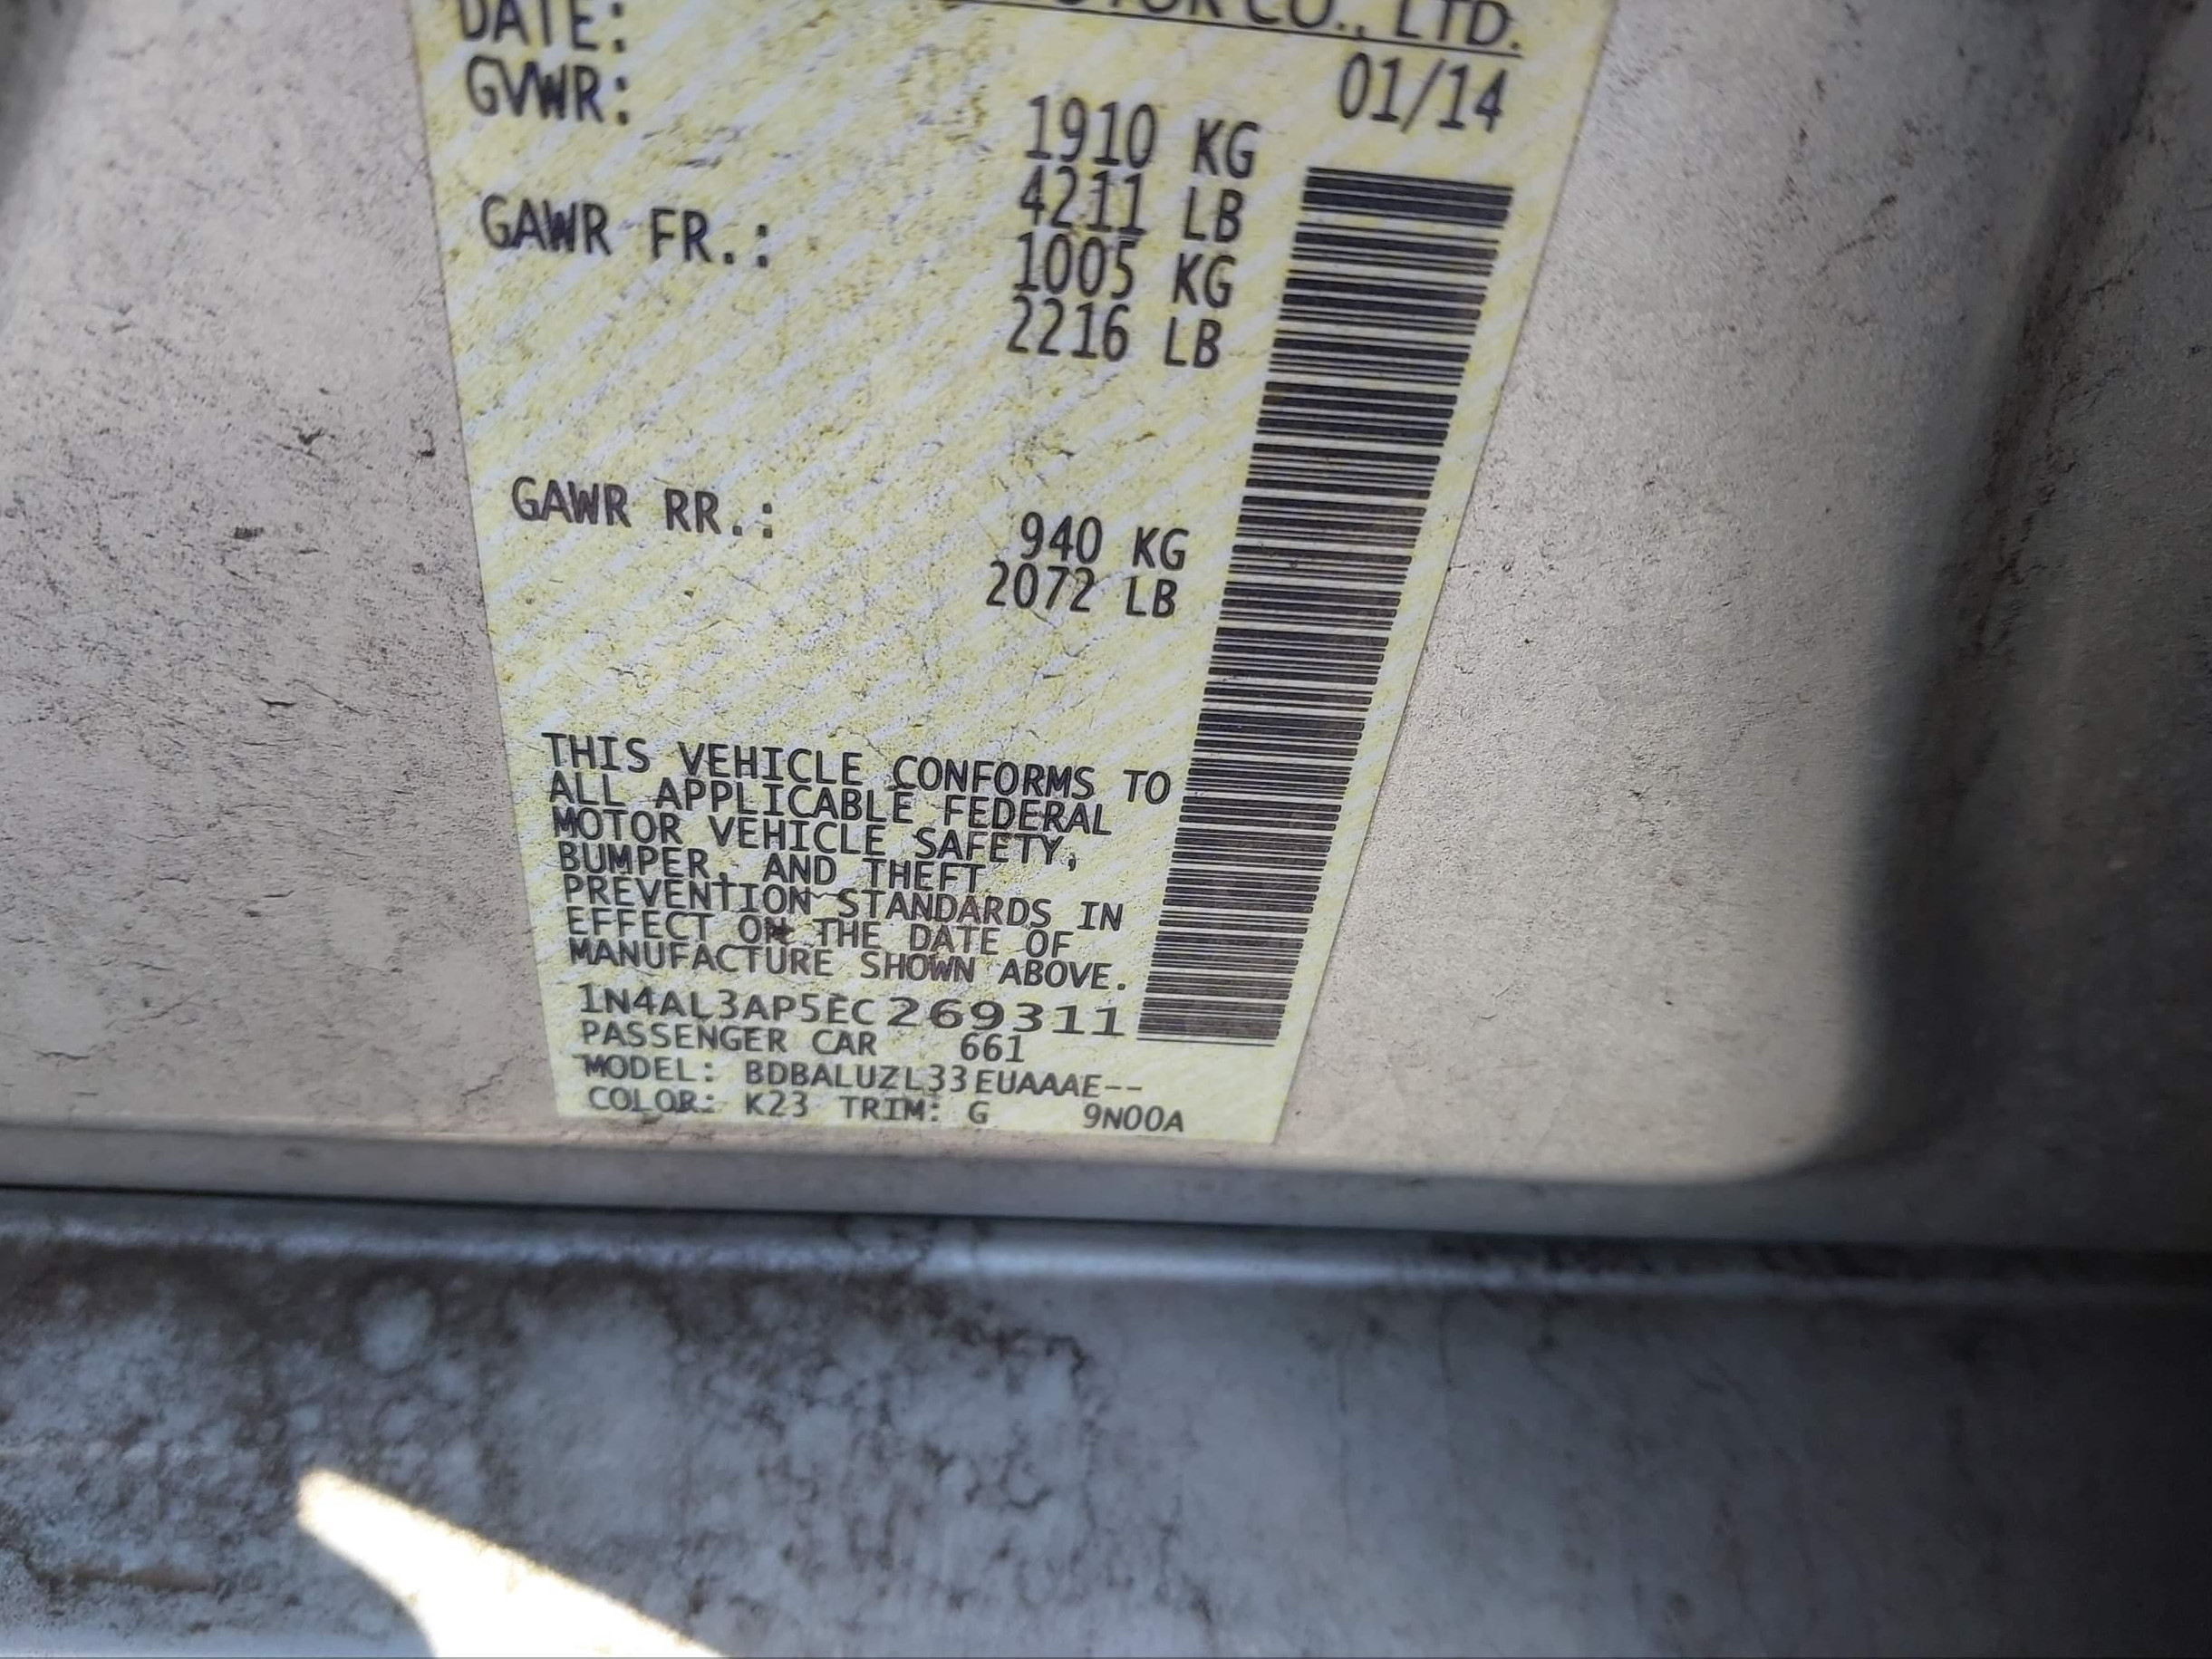 CO., LTD.
DATE: 01/14
GVWR: 1910 KG
4211 LB
GAWR FR.: 1005 KG
2216 LB
GAWR RR.: 940 KG
2072 LB
THIS VEHICLE CONFORMS TO
ALL APPLICABLE FEDERAL
MOTOR VEHICLE SAFETY,
BUMPER, AND THEFT
PREVENTION STANDARDS IN
EFFECT ON THE DATE OF
MANUFACTURE SHOWN ABOVE.
1N4AL3AP5EC269311
PASSENGER CAR 661
MODEL: BDBALUZL33EUAAAE--
COLOR: K23 TRIM: G 9N00A